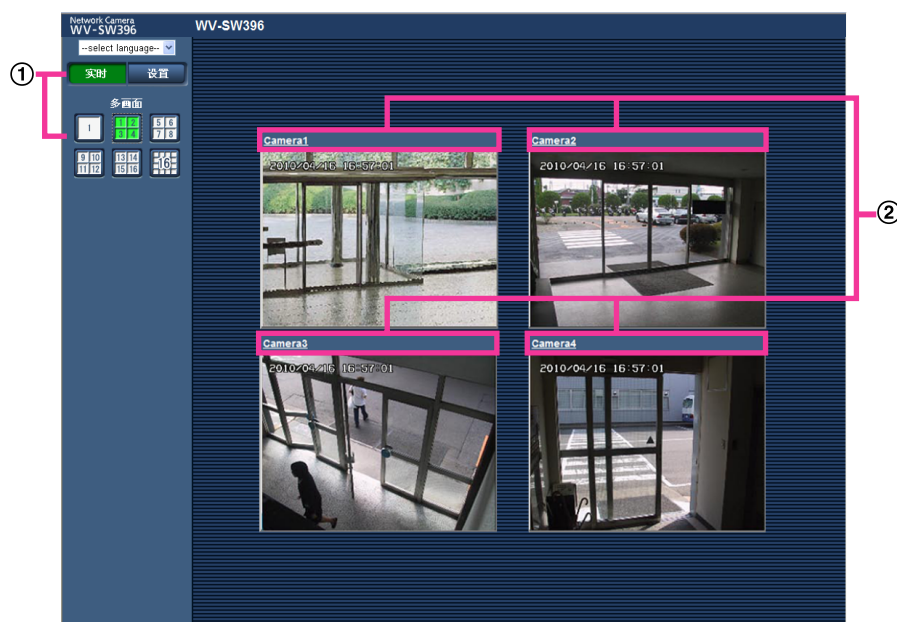 Network Camera
WV-SW396
WV-SW396
--select language--
①
实时 设置
多画面
1
1 2
3 4
5 6
7 8
9 10
11 12
13 14
15 16
16
Camera1
2010/04/16 16:57:01
Camera2
2010/04/16 16:57:01
②
Camera3
2010/04/16 16:57:01
Camera4
2010/04/16 16:57:01